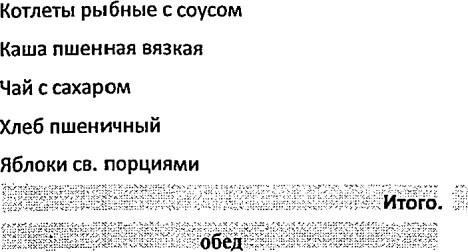 Котлеты рыбные с соусом
Каша пшенная вязкая
Чай с сахаром
Хлеб пшеничный
Яблоки св. порциями
Итого.
обед